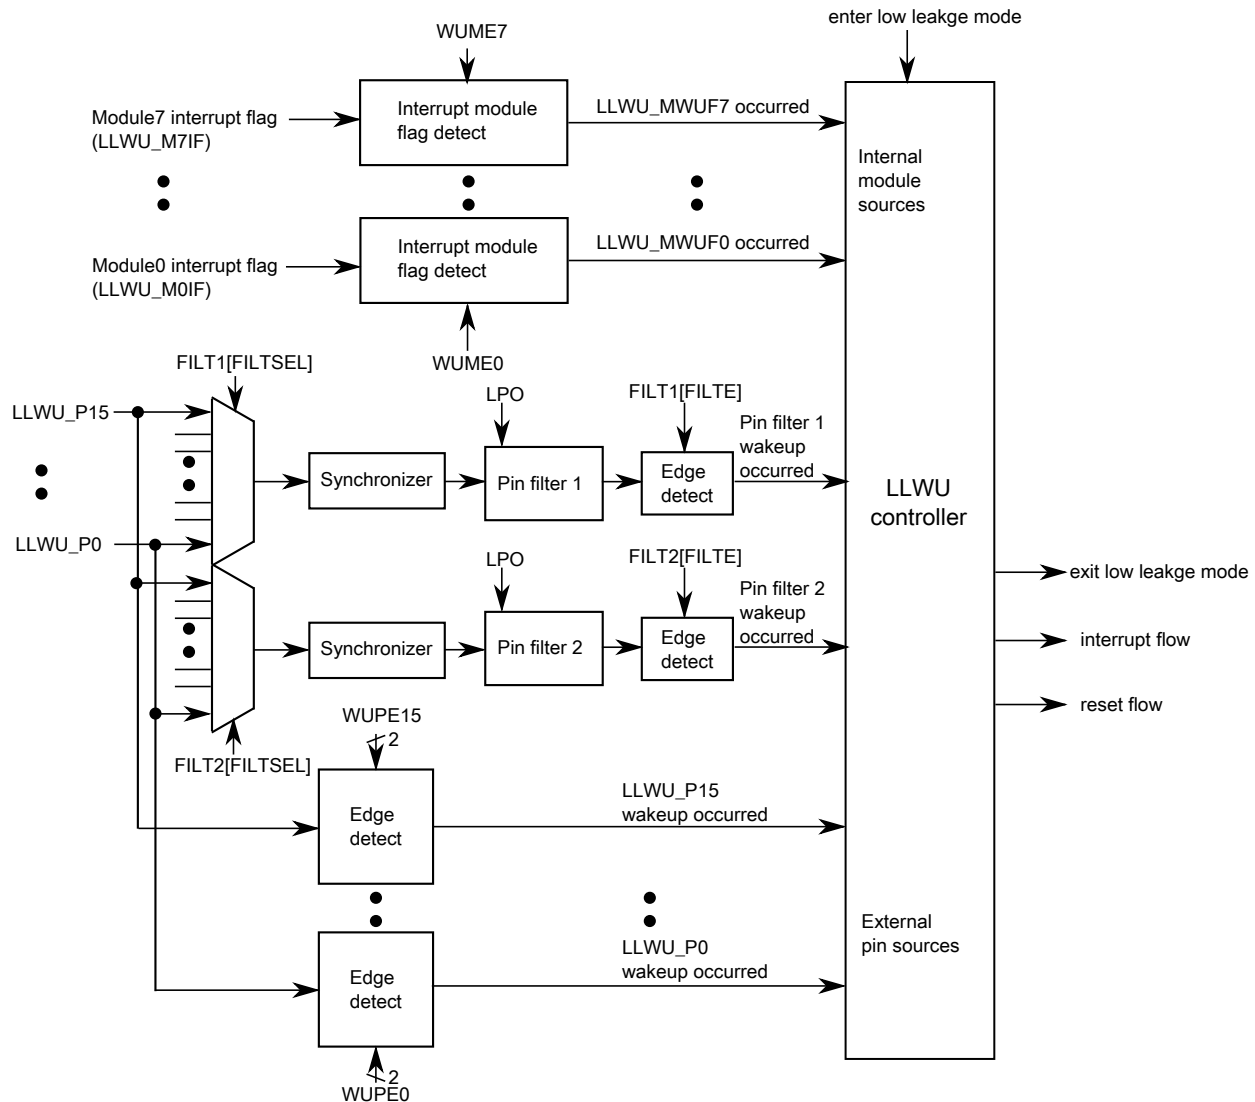 enter low leakge mode
WUME7
Module7 interrupt flag
(LLWU_M7IF)
Interrupt module
flag detect
LLWU_MWUF7 occurred
Internal
module
sources
Module0 interrupt flag
(LLWU_M0IF)
Interrupt module
flag detect
LLWU_MWUF0 occurred
WUME0
FILT1[FILTSEL]
LLWU_P15
LPO
FILT1[FILTE]
Pin filter 1
wakeup
occurred
Synchronizer
Pin filter 1
Edge
detect
LLWU
controller
LLWU_P0
LPO
FILT2[FILTE]
Pin filter 2
wakeup
occurred
Synchronizer
Pin filter 2
Edge
detect
exit low leakge mode
interrupt flow
reset flow
FILT2[FILTSEL]
WUPE15
2
Edge
detect
LLWU_P15
wakeup occurred
External
pin sources
Edge
detect
LLWU_P0
wakeup occurred
2
WUPE0